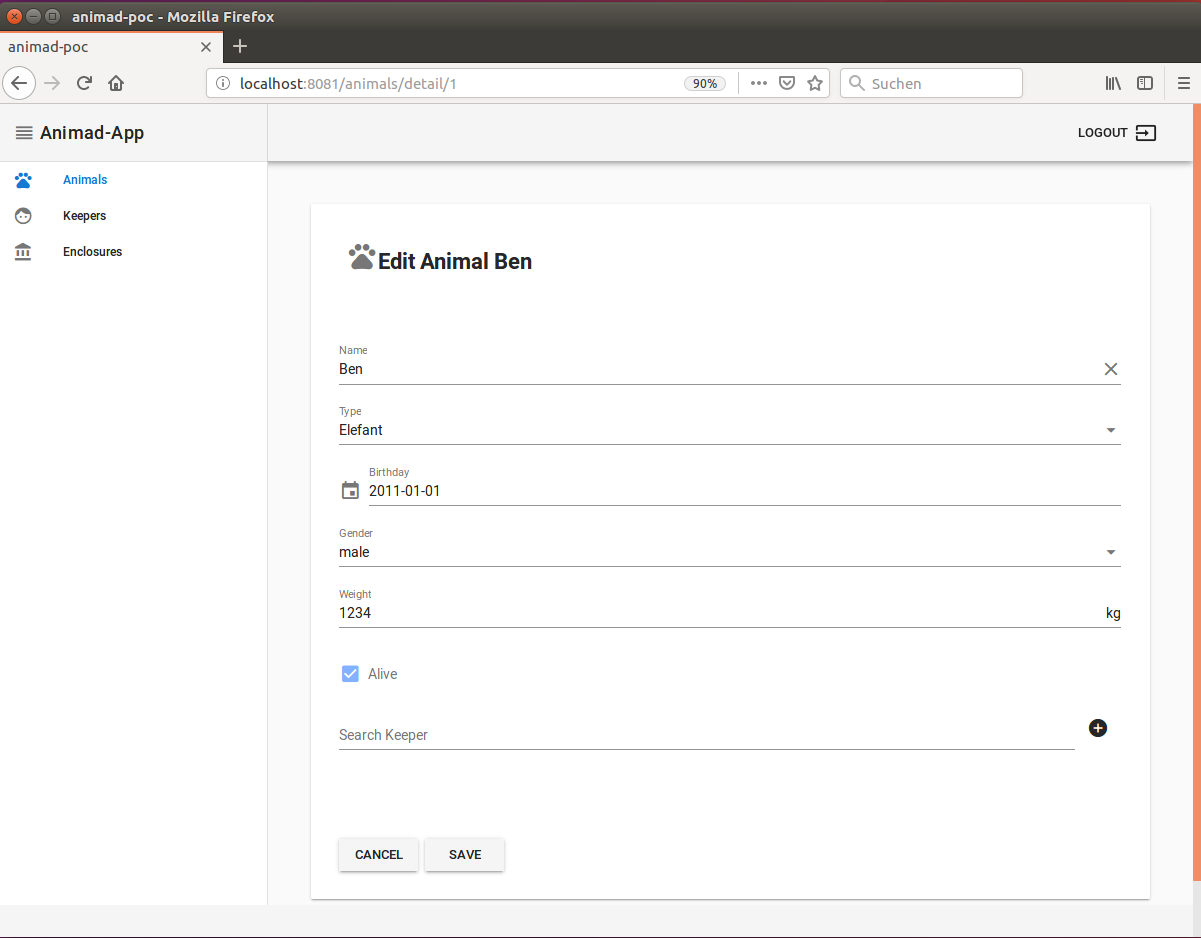 animad-poc - Mozilla Firefox
animad-poc
localhost:8081/animals/detail/1
90%
Suchen
Animad-App
LOGOUT
Animals
Keepers
Enclosures
Edit Animal Ben
Name
Ben
Type
Elefant
Birthday
2011-01-01
Gender
male
Weight
1234 kg
Alive
Search Keeper
CANCEL SAVE